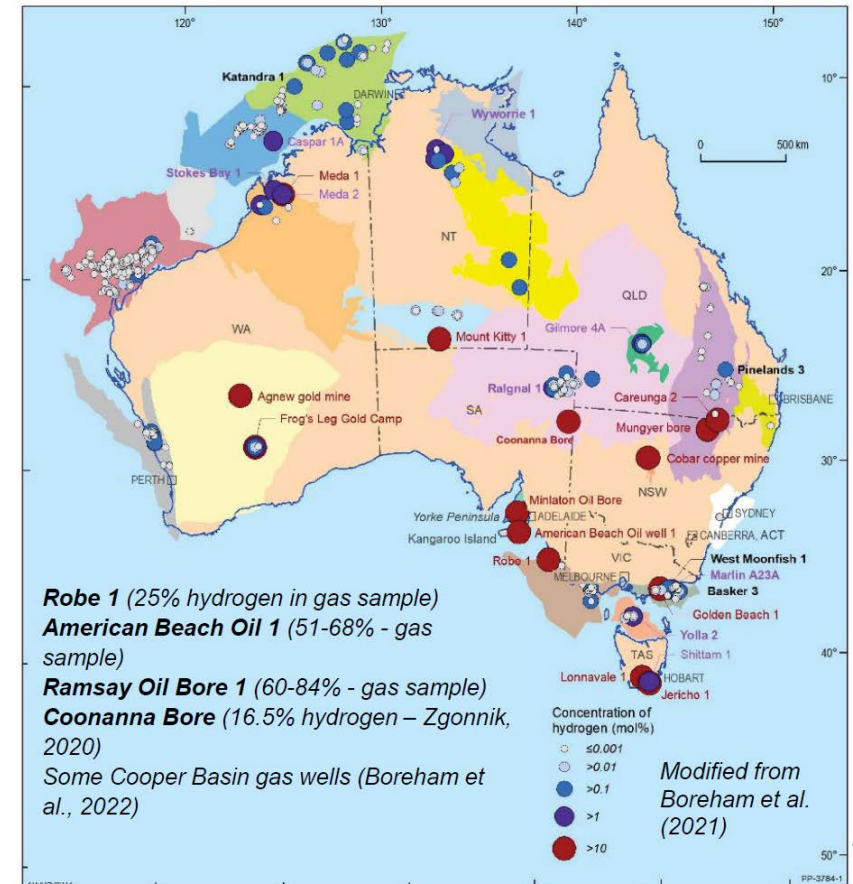 120°
130°
140°
150°
10°
20°
30°
40°
50°
Katandra 1
DARWIN
Wyworrie 1
0
500 km
Caspar 1A
Stokes Bay 1
Meda 1
Meda 2
NT
QLD
WA
Mount Kitty 1
Gilmore 4A
Agnew gold mine
Ralgnal 1
Pinelands 3
SA
Careunga 2
BRISBANE
Frog's Leg Gold Camp
Coonanna Bore
Mungyer bore
Cobar copper mine
PERTH
NSW
Minlaton Oil Bore
Yorke Peninsula
ADELAIDE
SYDNEY
Kangaroo Island
American Beach Oil well 1
CANBERRA, ACT
VIC
Robe 1
MELBOURNE
West Moonfish 1
Marlin A23A
Basker 3
Golden Beach 1
Yolla 2
TAS
Shittam 1
Lonnavale 1
HOBART
Jericho 1
Robe 1 (25% hydrogen in gas sample)
American Beach Oil 1 (51-68% - gas
sample)
Ramsay Oil Bore 1 (60-84% - gas sample)
Coonanna Bore (16.5% hydrogen – Zgonnik,
2020)
Some Cooper Basin gas wells (Boreham et
al., 2022)
Concentration of
hydrogen (mol%)
≤0.001
>0.01
>0.1
>1
>10
Modified from
Boreham et al.
(2021)
PP-3784-1